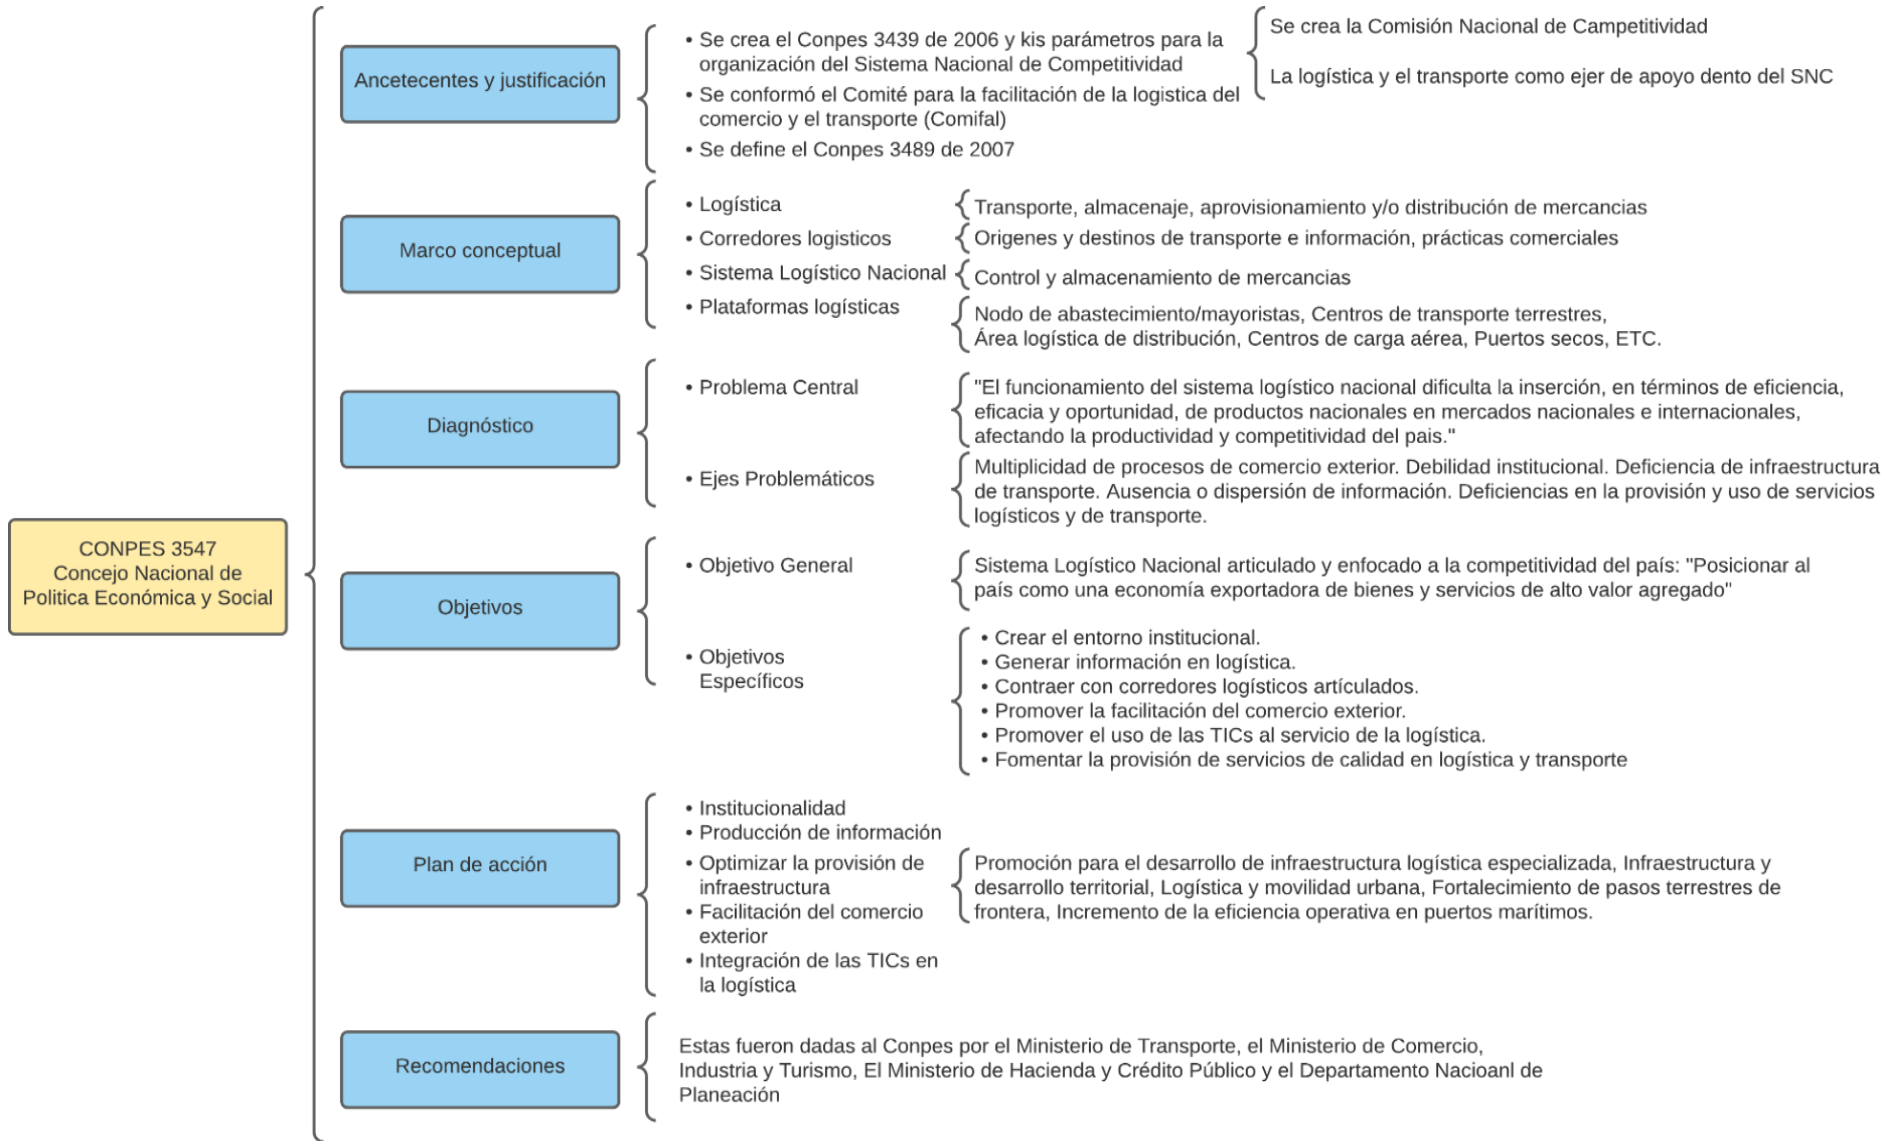 CONPES 3547
Concejo Nacional de
Politica Económica y Social
Ancetecentes y justificación
• Se crea el Conpes 3439 de 2006 y kis parámetros para la
organización del Sistema Nacional de Competitividad
Se crea la Comisión Nacional de Campetitividad
La logística y el transporte como ejer de apoyo dento del SNC
• Se conformó el Comité para la facilitación de la logistica del
comercio y el transporte (Comifal)
• Se define el Conpes 3489 de 2007
Marco conceptual
• Logística
Transporte, almacenaje, aprovisionamiento y/o distribución de mercancias
• Corredores logisticos
Origenes y destinos de transporte e información, prácticas comerciales
• Sistema Logístico Nacional
Control y almacenamiento de mercancias
• Plataformas logísticas
Nodo de abastecimiento/mayoristas, Centros de transporte terrestres,
Área logística de distribución, Centros de carga aérea, Puertos secos, ETC.
Diagnóstico
• Problema Central
"El funcionamiento del sistema logístico nacional dificulta la inserción, en términos de eficiencia,
eficacia y oportunidad, de productos nacionales en mercados nacionales e internacionales,
afectando la productividad y competitividad del pais."
• Ejes Problemáticos
Multiplicidad de procesos de comercio exterior. Debilidad institucional. Deficiencia de infraestructura
de transporte. Ausencia o dispersión de información. Deficiencias en la provisión y uso de servicios
logísticos y de transporte.
Objetivos
• Objetivo General
Sistema Logístico Nacional articulado y enfocado a la competitividad del país: "Posicionar al
país como una economía exportadora de bienes y servicios de alto valor agregado"
• Objetivos
Específicos
• Crear el entorno institucional.
• Generar información en logística.
• Contraer con corredores logísticos artículados.
• Promover la facilitación del comercio exterior.
• Promover el uso de las TICs al servicio de la logística.
• Fomentar la provisión de servicios de calidad en logística y transporte
Plan de acción
• Institucionalidad
• Producción de información
• Optimizar la provisión de
infraestructura
Promoción para el desarrollo de infraestructura logística especializada, Infraestructura y
desarrollo territorial, Logística y movilidad urbana, Fortalecimiento de pasos terrestres de
frontera, Incremento de la eficiencia operativa en puertos marítimos.
• Facilitación del comercio
exterior
• Integración de las TICs en
la logística
Recomendaciones
Estas fueron dadas al Conpes por el Ministerio de Transporte, el Ministerio de Comercio,
Industria y Turismo, El Ministerio de Hacienda y Crédito Público y el Departamento Nacioanl de
Planeación